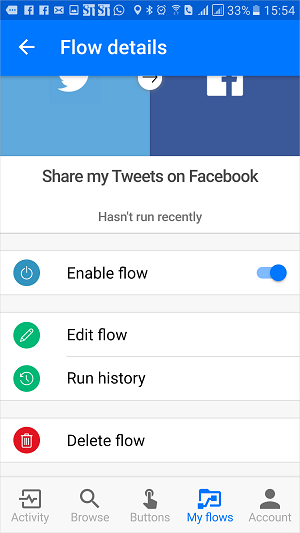 33% 15:54
Flow details
Share my Tweets on Facebook
Hasn't run recently
Enable flow
Edit flow
Run history
Delete flow
Activity Browse Buttons My flows Account